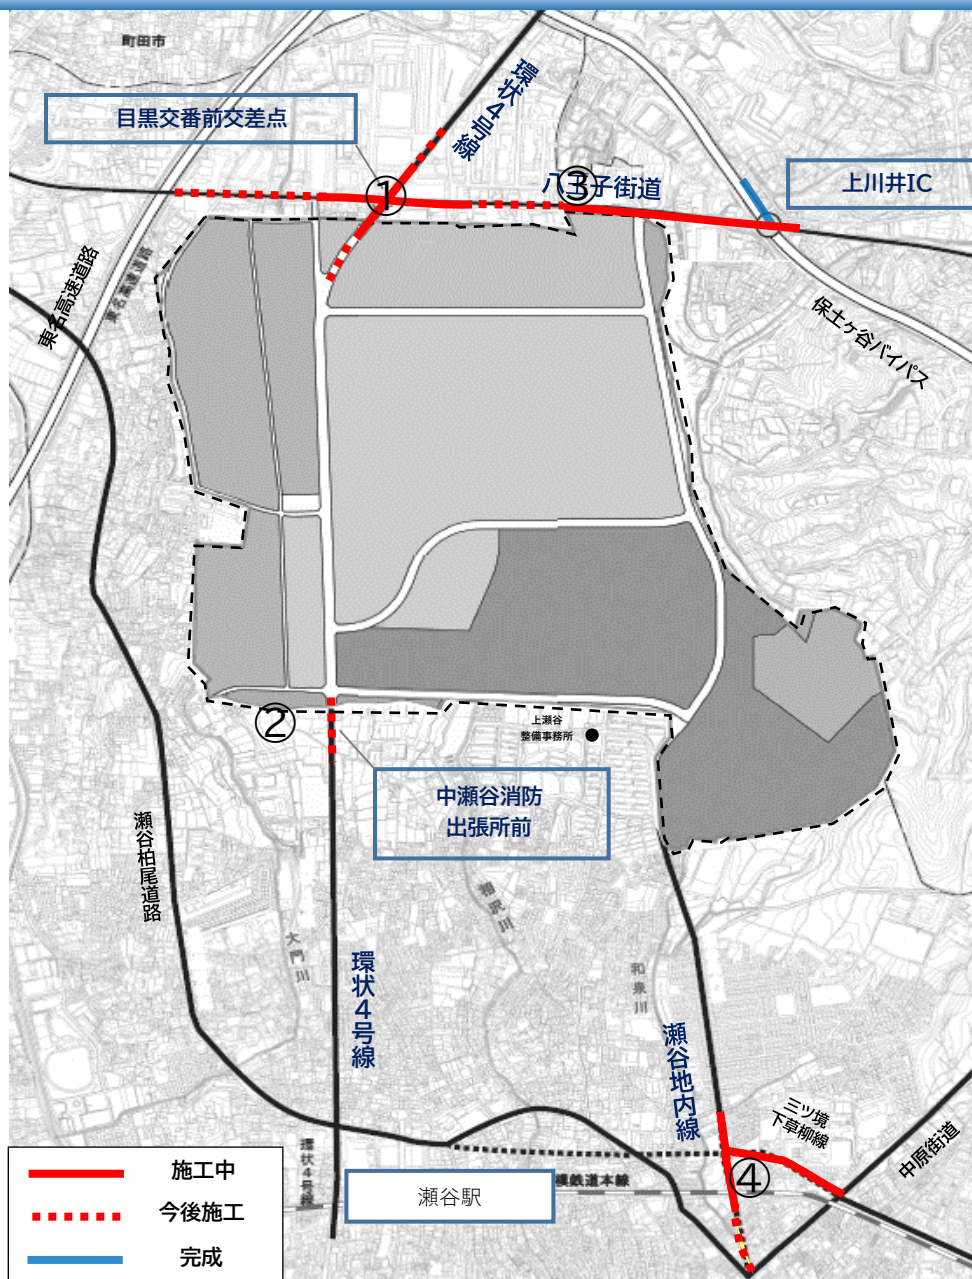 町田市
目黒交番前交差点
環状4号線
①
③
八王子街道
上川井IC
東名高速道路
東名高速道路
保土ヶ谷バイパス
②
上瀬谷
整備事務所
中瀬谷消防
出張所前
瀬谷柏尾道路
相沢川
大門川
和泉川
環状4号線
瀬谷地内線
三ツ境
下草柳線
中原街道
④
環状4号線
模鉄道本線
瀬谷駅
施工中
今後施工
完成